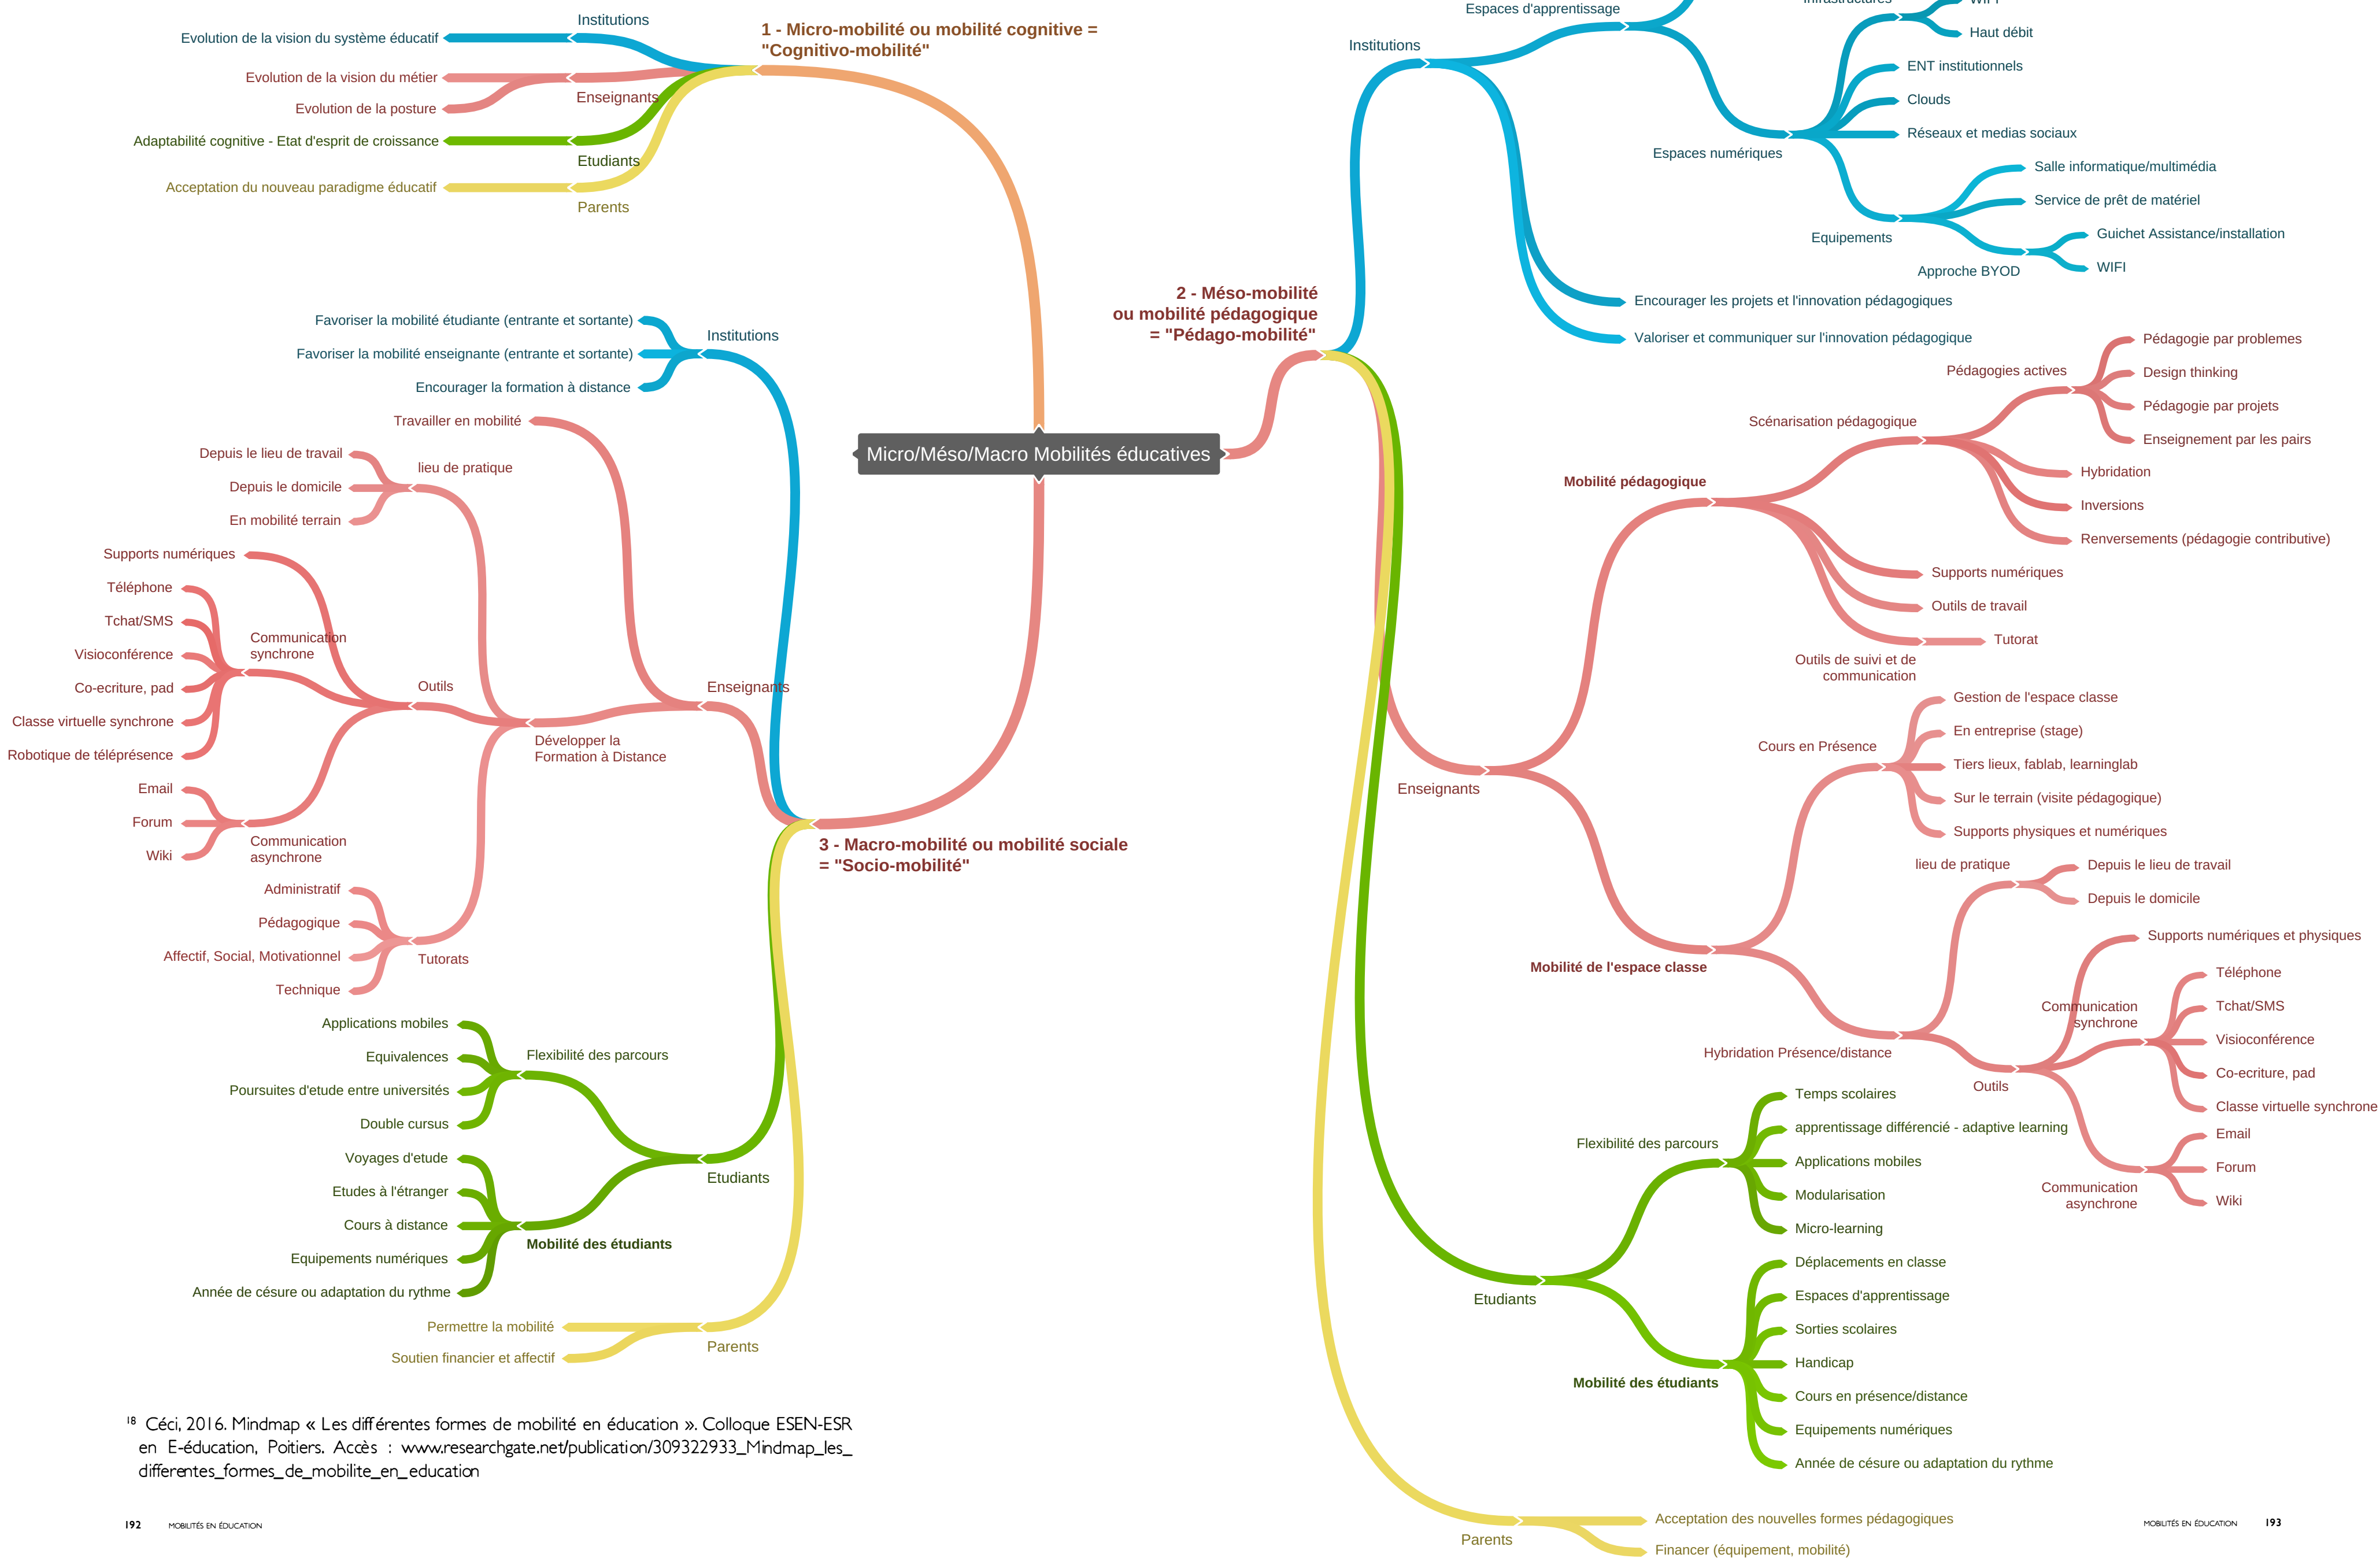 Institutions
Evolution de la vision du système éducatif
Evolution de la vision du métier
Evolution de la posture
Enseignants
Adaptabilité cognitive - Etat d'esprit de croissance
Etudiants
Acceptation du nouveau paradigme éducatif
Parents
1 - Micro-mobilité ou mobilité cognitive =
"Cognitivo-mobilité"
Micro/Méso/Macro Mobilités éducatives
Favoriser la mobilité étudiante (entrante et sortante)
Institutions
Favoriser la mobilité enseignante (entrante et sortante)
Encourager la formation à distance
Travailler en mobilité
Depuis le lieu de travail
lieu de pratique
Depuis le domicile
En mobilité terrain
Supports numériques
Téléphone
Tchat/SMS
Communication
synchrone
Visioconférence
Co-ecriture, pad
Classe virtuelle synchrone
Robotique de téléprésence
Outils
Enseignants
Développer la
Formation à Distance
Email
Forum
Wiki
Communication
asynchrone
Administratif
Pédagogique
Affectif, Social, Motivationnel
Technique
Tutorats
3 - Macro-mobilité ou mobilité sociale
= "Socio-mobilité"
Applications mobiles
Equivalences
Flexibilité des parcours
Poursuites d'etude entre universités
Double cursus
Voyages d'etude
Etudes à l'étranger
Etudiants
Cours à distance
Mobilité des étudiants
Equipements numériques
Année de césure ou adaptation du rythme
Permettre la mobilité
Soutien financier et affectif
Parents
18 Céci, 2016. Mindmap « Les différentes formes de mobilité en éducation ». Colloque ESEN-ESR
en E-éducation, Poitiers. Accès : www.researchgate.net/publication/309322933_Mindmap_les_
differentes_formes_de_mobilite_en_education
192 MOBILITÉS EN ÉDUCATION
2 - Méso-mobilité
ou mobilité pédagogique
= "Pédago-mobilité"
Institutions
Espaces d'apprentissage
Haut débit
ENT institutionnels
Clouds
Réseaux et medias sociaux
Espaces numériques
Salle informatique/multimédia
Service de prêt de matériel
Equipements
Guichet Assistance/installation
WIFI
Approche BYOD
Encourager les projets et l'innovation pédagogiques
Valoriser et communiquer sur l'innovation pédagogique
Pédagogie par problemes
Pédagogies actives
Design thinking
Pédagogie par projets
Scénarisation pédagogique
Enseignement par les pairs
Hybridation
Mobilité pédagogique
Inversions
Renversements (pédagogie contributive)
Supports numériques
Outils de travail
Tutorat
Outils de suivi et de
communication
Gestion de l'espace classe
En entreprise (stage)
Cours en Présence
Tiers lieux, fablab, learninglab
Enseignants
Sur le terrain (visite pédagogique)
Supports physiques et numériques
lieu de pratique
Depuis le lieu de travail
Depuis le domicile
Supports numériques et physiques
Mobilité de l'espace classe
Téléphone
Tchat/SMS
Communication
synchrone
Visioconférence
Hybridation Présence/distance
Co-ecriture, pad
Outils
Classe virtuelle synchrone
Email
Forum
Communication
asynchrone
Wiki
Temps scolaires
apprentissage différencié - adaptive learning
Flexibilité des parcours
Applications mobiles
Modularisation
Micro-learning
Déplacements en classe
Etudiants
Espaces d'apprentissage
Sorties scolaires
Handicap
Mobilité des étudiants
Cours en présence/distance
Equipements numériques
Année de césure ou adaptation du rythme
Acceptation des nouvelles formes pédagogiques
Parents
Financer (équipement, mobilité)
MOBILITÉS EN ÉDUCATION 193